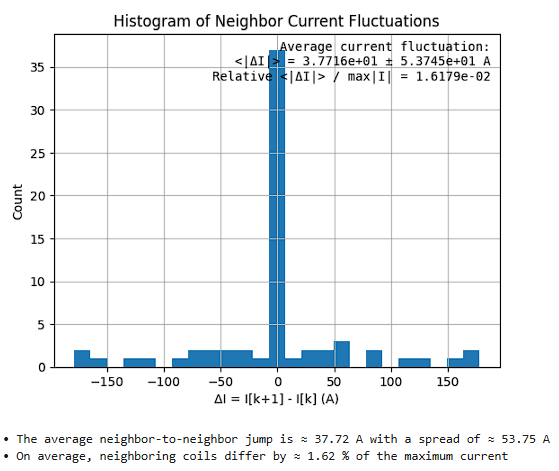 Histogram of Neighbor Current Fluctuations
Average current fluctuation:
<|ΔI|> = 3.7716e+01 ± 5.3745e+01 A
Relative <|ΔI|> / max|I| = 1.6179e-02
35
30
25
20
15
10
5
0
Count
−150 −100 −50 0 50 100 150
ΔI = I[k+1] - I[k] (A)
• The average neighbor-to-neighbor jump is ≈ 37.72 A with a spread of ≈ 53.75 A
• On average, neighboring coils differ by ≈ 1.62 % of the maximum current